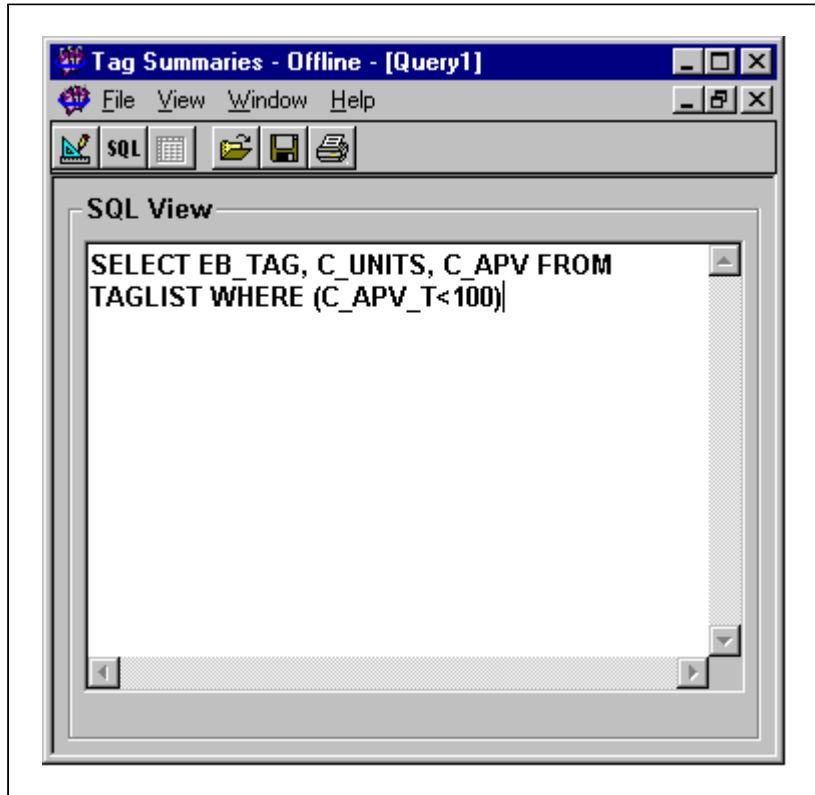 Tag Summaries - Offline - [Query1]
File View Window Help
SQL
SQL View
SELECT EB_TAG, C_UNITS, C_APV FROM
TAGLIST WHERE (C_APV_T<100)